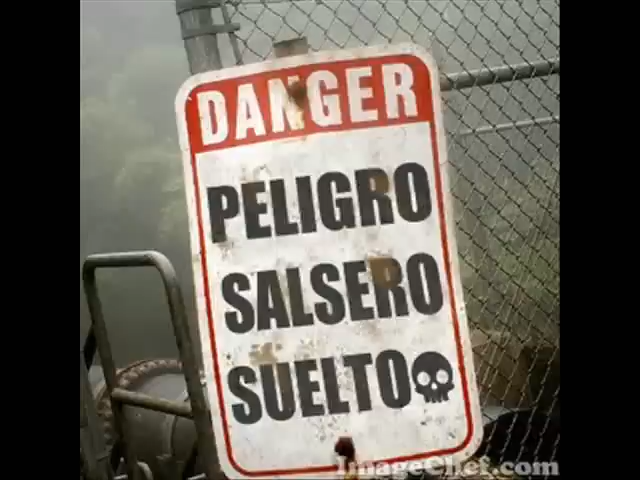 DANGER
PELIGRO
SALSERO
SUELTO
ImageChef.com